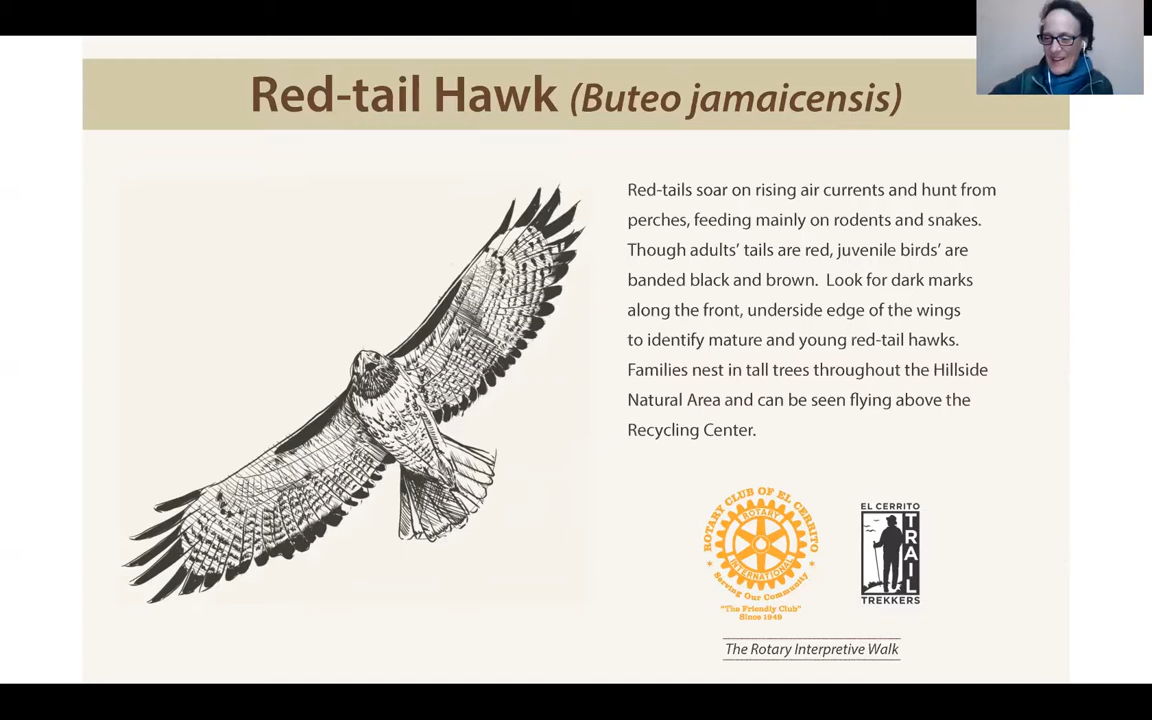 Red-tail Hawk (Buteo jamaicensis)
Red-tails soar on rising air currents and hunt from
perches, feeding mainly on rodents and snakes.
Though adults’ tails are red, juvenile birds’ are
banded black and brown.  Look for dark marks
along the front, underside edge of the wings
to identify mature and young red-tail hawks.
Families nest in tall trees throughout the Hillside
Natural Area and can be seen flying above the
Recycling Center.
ROTARY CLUB OF EL CERRITO
ROTARY
INTERNATIONAL
Serving Our Community
“The Friendly Club”
Since 1949
EL CERRITO
TRAIL
TREKKERS
The Rotary Interpretive Walk